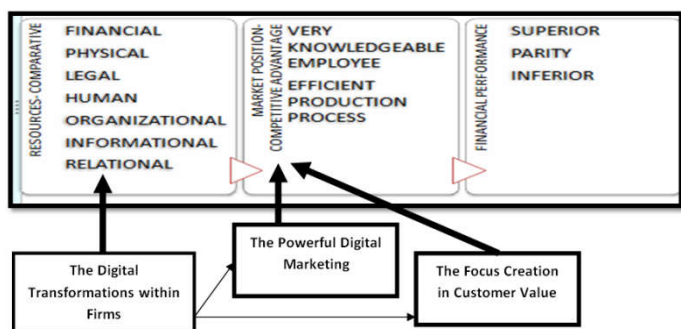 RESOURCES- COMPARATIVE
FINANCIAL
PHYSICAL
LEGAL
HUMAN
ORGANIZATIONAL
INFORMATIONAL
RELATIONAL
MARKET POSITION-
COMPETITIVE ADVANTAGE
VERY
KNOWLEDGEABLE
EMPLOYEE
EFFICIENT
PRODUCTION
PROCESS
FINANCIAL PERFORMANCE
SUPERIOR
PARITY
INFERIOR
The Digital
Transformations within
Firms
The Powerful Digital
Marketing
The Focus Creation
in Customer Value